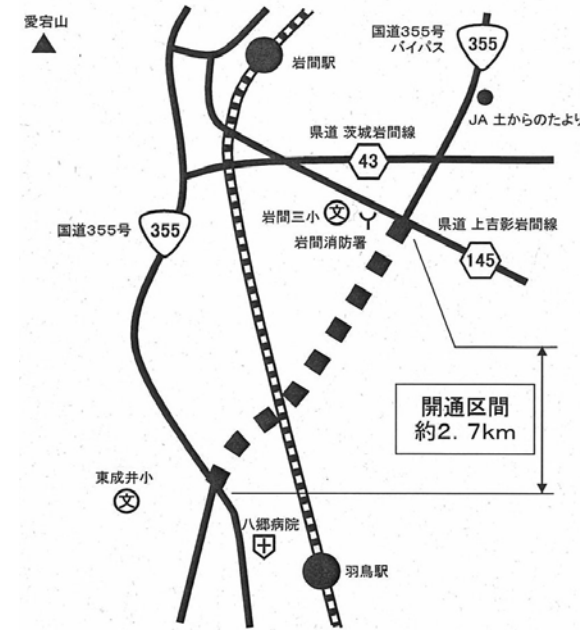 愛宕山
国道355号
バイパス
355
岩間駅
JA 土からのたより
県道 茨城岩間線
43
岩間三小
文
岩間消防署
県道 上吉影岩間線
145
国道355号
355
開通区間
約2.7km
東成井小
文
八郷病院
羽鳥駅